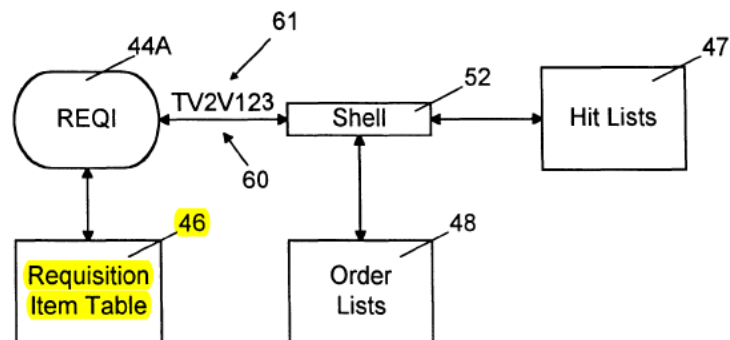 61
44A
47
TV2V123
52
REQI
Shell
Hit Lists
60
46
48
Requisition
Item Table
Order
Lists